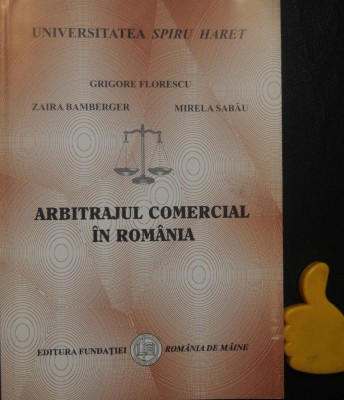 UNIVERSITATEA SPIRU HARET
GRIGORE FLORESCU
ZAIRA BAMBERGER MIRELA SABĂU
ARBITRAJUL COMERCIAL
ÎN ROMÂNIA
EDITURA FUNDAȚIEI ROMÂNIA DE MÂINE